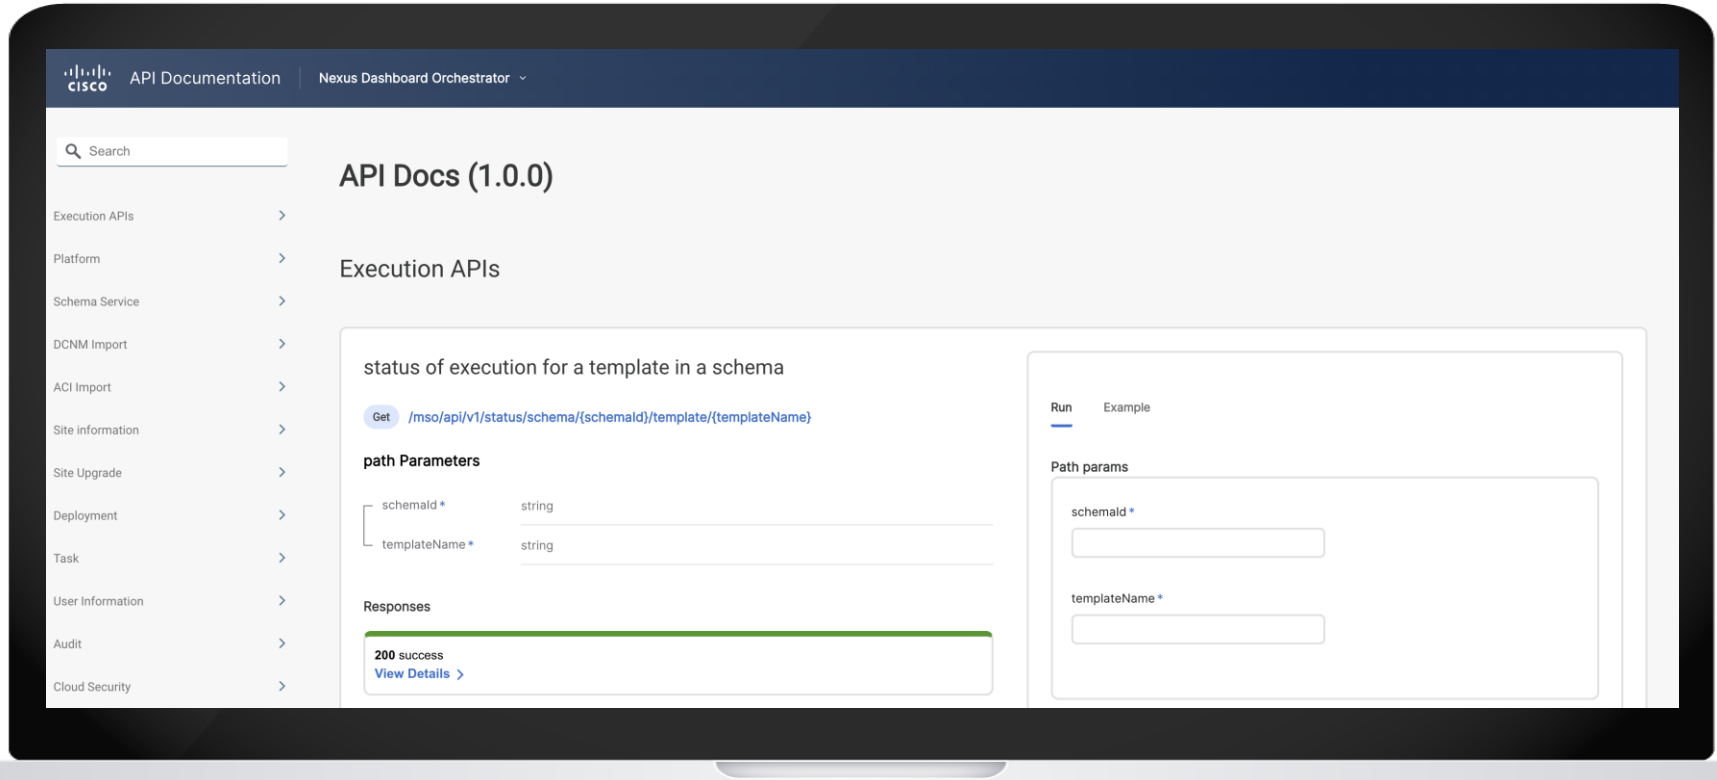 CISCO API Documentation Nexus Dashboard Orchestrator
Search
Execution APIs
Platform
Schema Service
DCNM Import
ACI Import
Site information
Site Upgrade
Deployment
Task
User Information
Audit
Cloud Security
API Docs (1.0.0)
Execution APIs
status of execution for a template in a schema
Get /mso/api/v1/status/schema/{schemaId}/template/{templateName}
path Parameters
schemaId * string
templateName * string
Responses
200 success
View Details
Run Example
Path params
schemaId *
templateName *